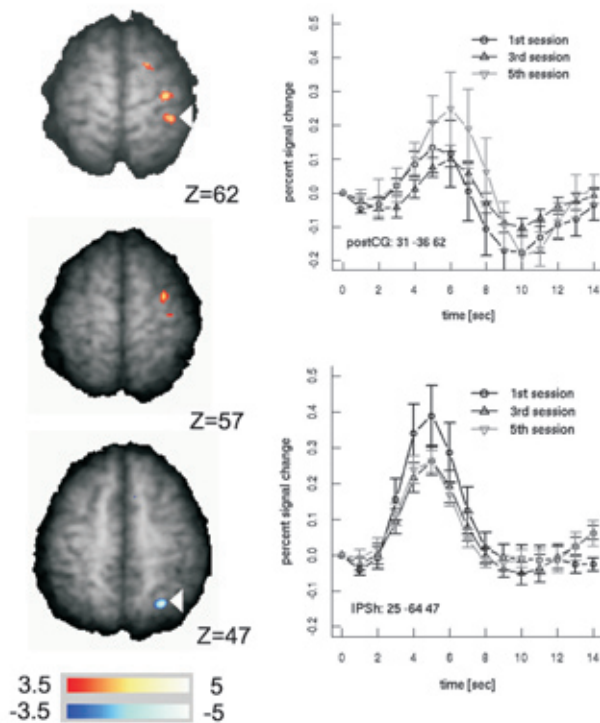 Z=62
Z=57
Z=47
3.5 5
-3.5 -5
percent signal change
0.5
0.4
0.3
0.2
0.1
0.0
-0.1
-0.2
1st session
3rd session
5th session
postCG: 31 -36 62
0 2 4 6 8 10 12 14
time [sec]
percent signal change
0.5
0.4
0.3
0.2
0.1
0.0
-0.1
-0.2
1st session
3rd session
5th session
IPSh: 25 -64 47
0 2 4 6 8 10 12 14
time [sec]